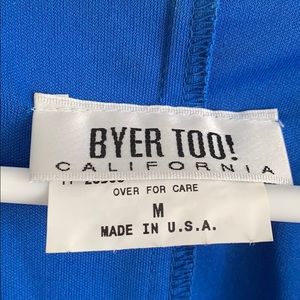 BYER TOO!
CALIFORNIA
OVER FOR CARE
M
MADE IN U.S.A.